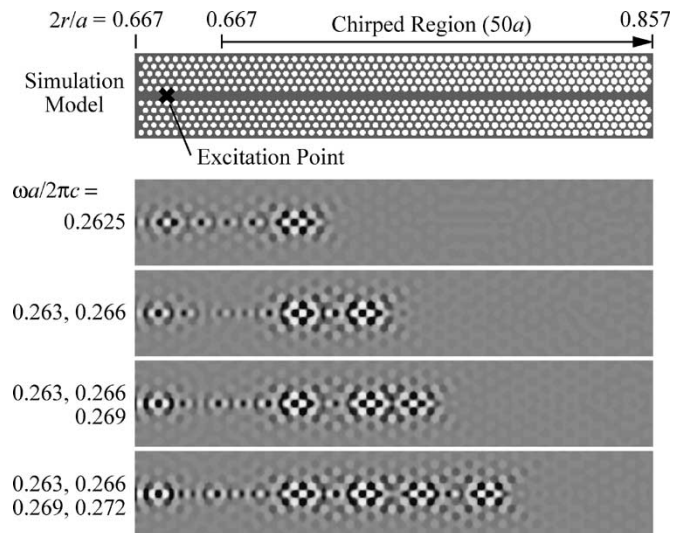 2r/a = 0.667 0.667 Chirped Region (50a) 0.857
Simulation
Model
Excitation Point
ωa/2πc =
0.2625
0.263, 0.266
0.263, 0.266
0.269
0.263, 0.266
0.269, 0.272